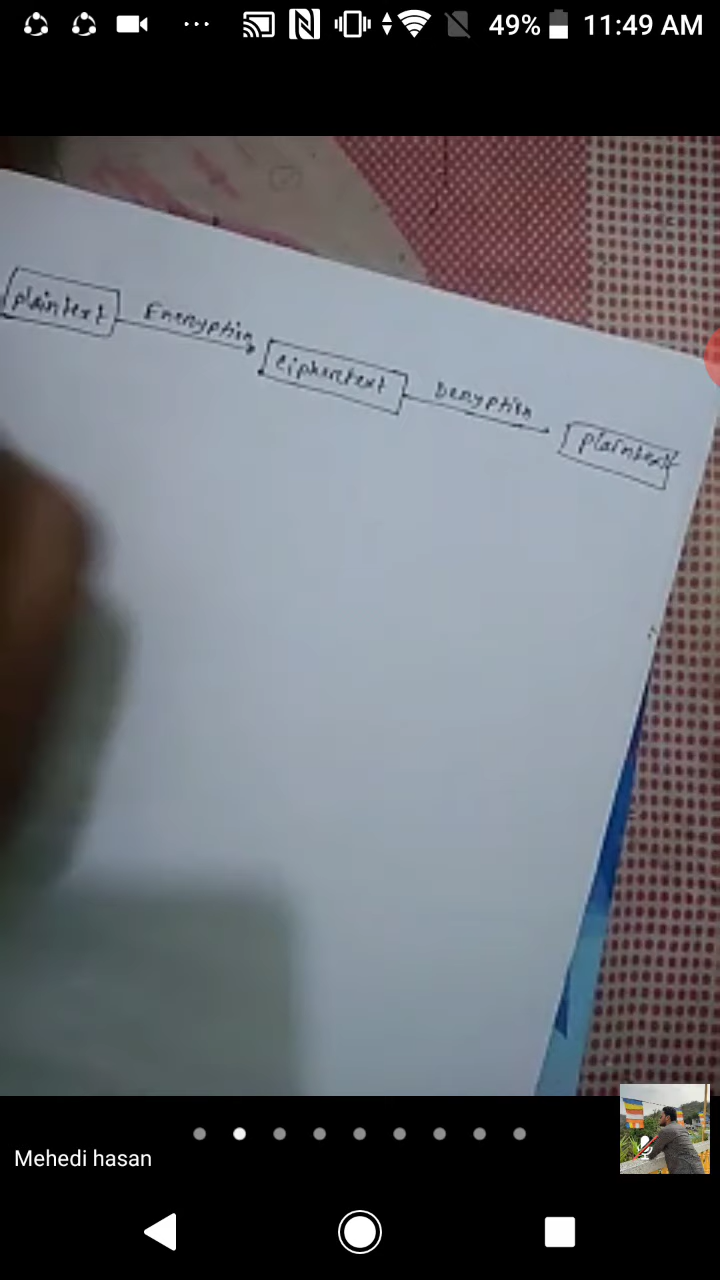 49% 11:49 AM
plaintext Encryption ciphertext Decryption plaintext
Mehedi hasan